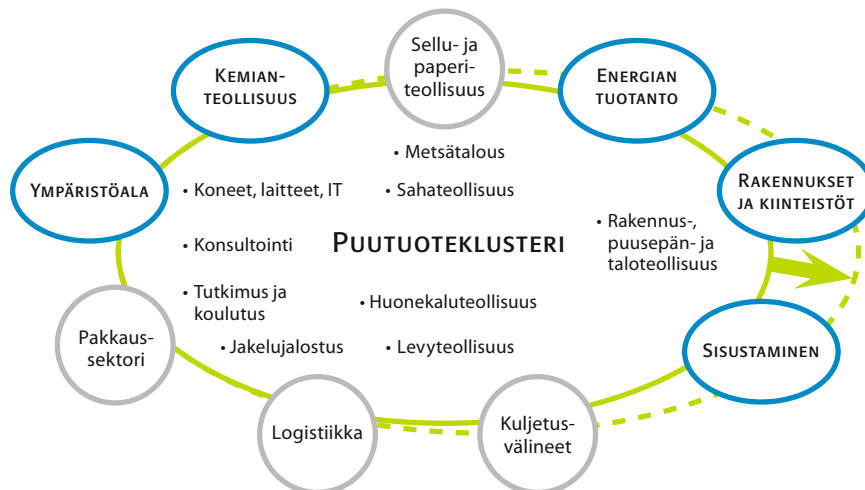 Sellu- ja
paperi-
teollisuus
KEMIAN-
TEOLLISUUS
ENERGIAN
TUOTANTO
YMPÄRISTÖALA
RAKENNUKSET
JA KIINTEISTÖT
• Metsätalous
• Koneet, laitteet, IT
• Sahateollisuus
• Konsultointi
PUUTUOTEKLUSTERI
• Rakennus-,
puusepän- ja
taloteollisuus
• Tutkimus ja
koulutus
• Huonekaluteollisuus
• Jakelujalostus
• Levyteollisuus
Pakkaus-
sektori
SISUSTAMINEN
Logistiikka
Kuljetus-
välineet